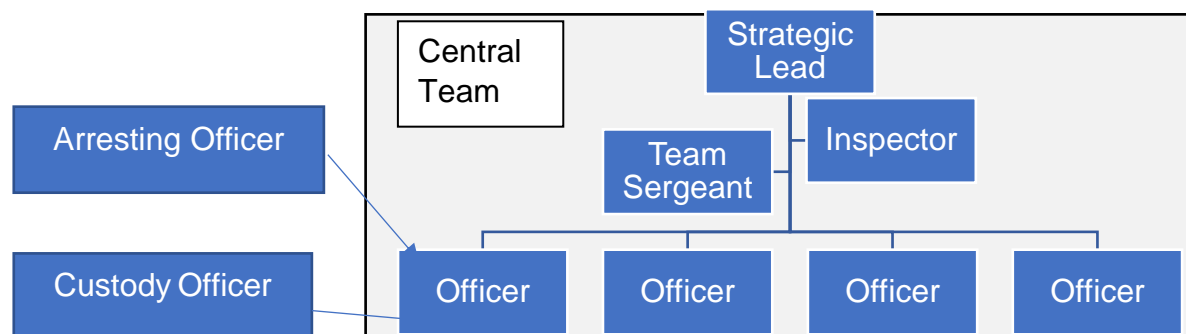 Central
Team
Strategic
Lead
Arresting Officer
Inspector
Team
Sergeant
Custody Officer
Officer
Officer
Officer
Officer